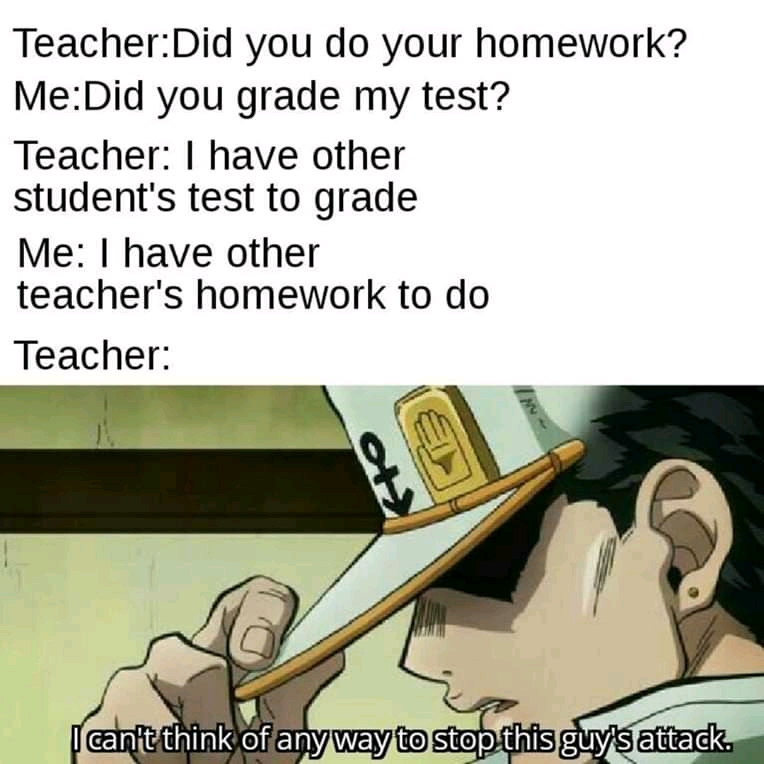 Teacher:Did you do your homework?
Me:Did you grade my test?
Teacher: I have other
student's test to grade
Me: I have other
teacher's homework to do
Teacher:
I can't think of any way to stop this guy's attack.